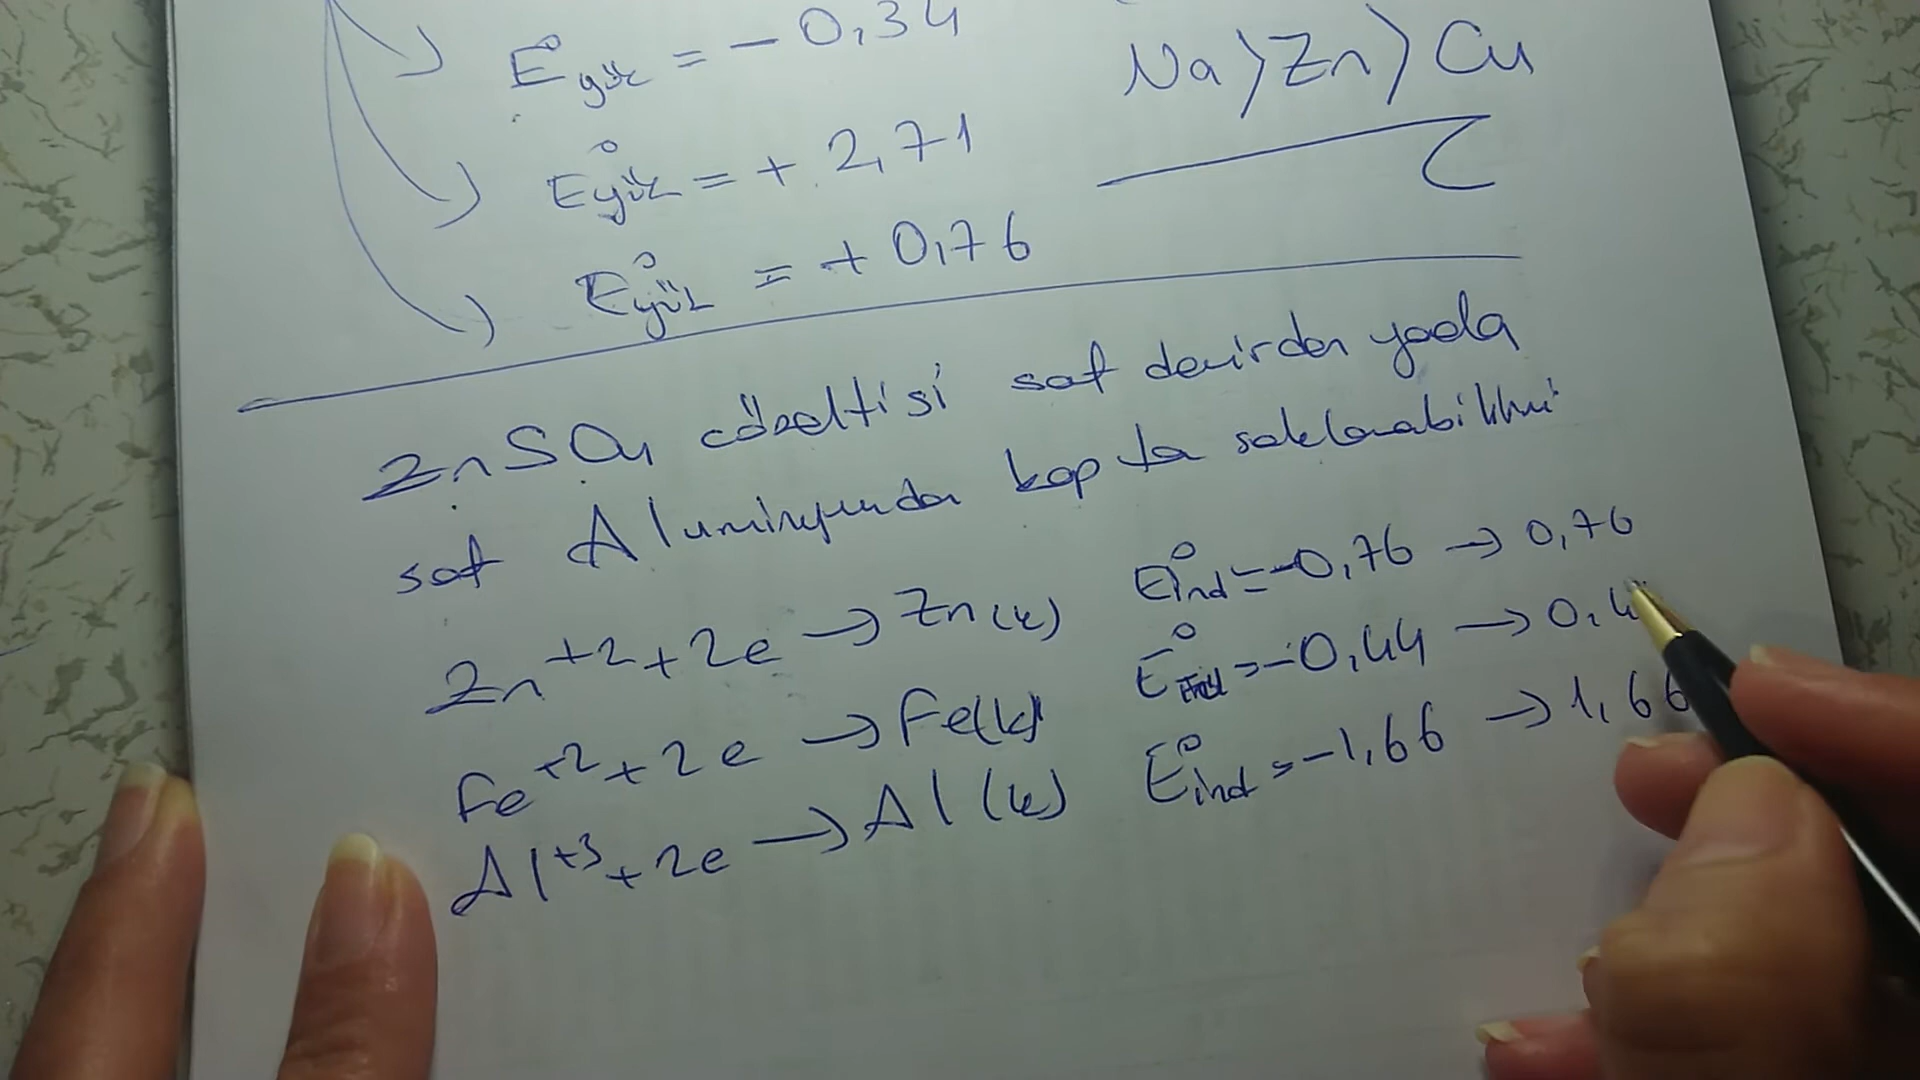 E°yük = - 0,34
Na > Zn > Cu
E°yük = + 2,71
C
E°yük = + 0,76
ZnSO4 çözeltisi saf demirden yada
saf Aluminyumdan kap ta saklanabilirmi
Zn+2 + 2e → Zn(k) E°ind = -0,76 → 0,76
Fe+2 + 2e → Fe(k) E°ind = -0,44 → 0,4
Al+3 + 2e → Al(k) E°ind = -1,66 → 1,66